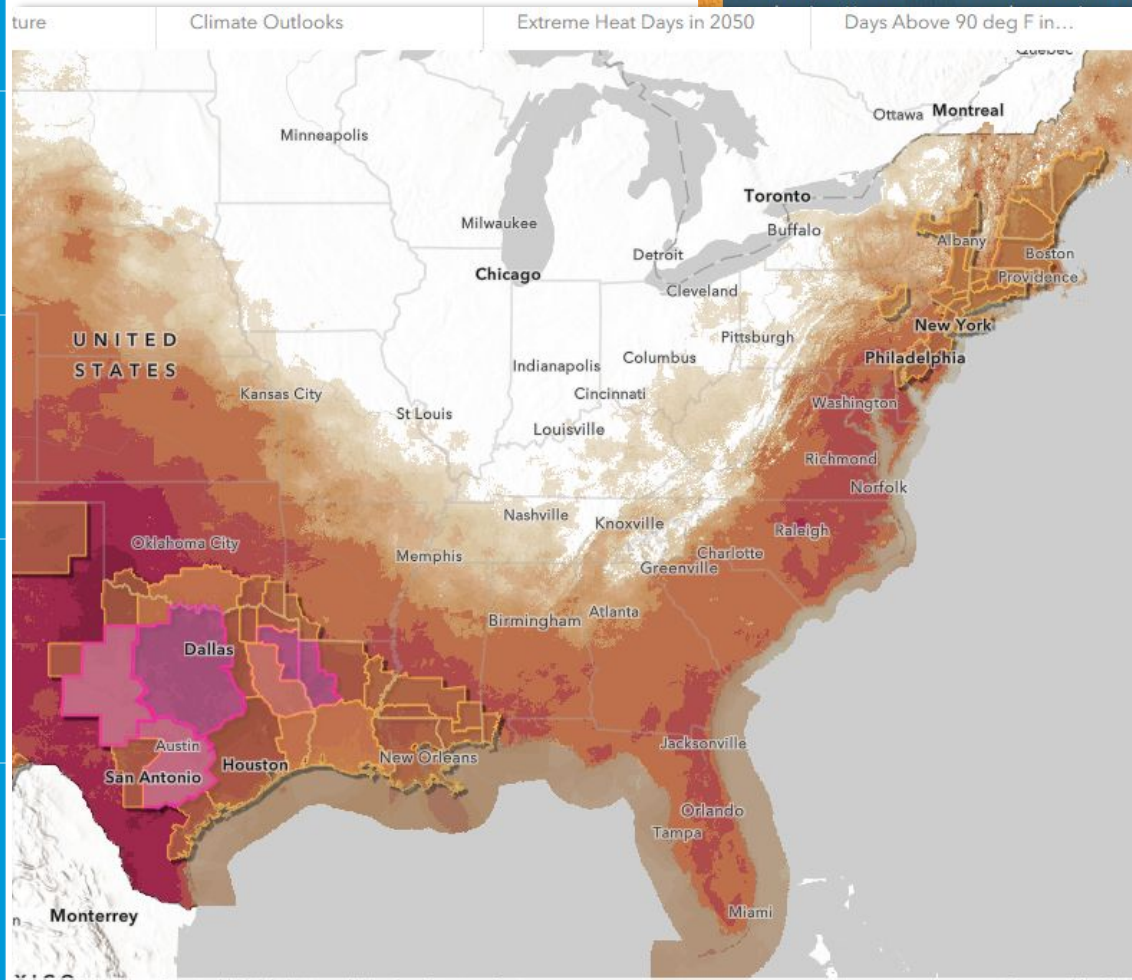 ture
Climate Outlooks
Extreme Heat Days in 2050
Days Above 90 deg F in…
Quebec
Ottawa
Montreal
Minneapolis
Toronto
Milwaukee
Buffalo
Albany
Detroit
Boston
Chicago
Providence
Cleveland
New York
UNITED
STATES
Pittsburgh
Philadelphia
Indianapolis
Columbus
Kansas City
Cincinnati
Washington
St Louis
Louisville
Richmond
Norfolk
Nashville
Knoxville
Raleigh
Oklahoma City
Memphis
Charlotte
Greenville
Birmingham
Atlanta
Dallas
Austin
Jacksonville
New Orleans
Houston
San Antonio
Orlando
Tampa
Miami
n
Monterrey